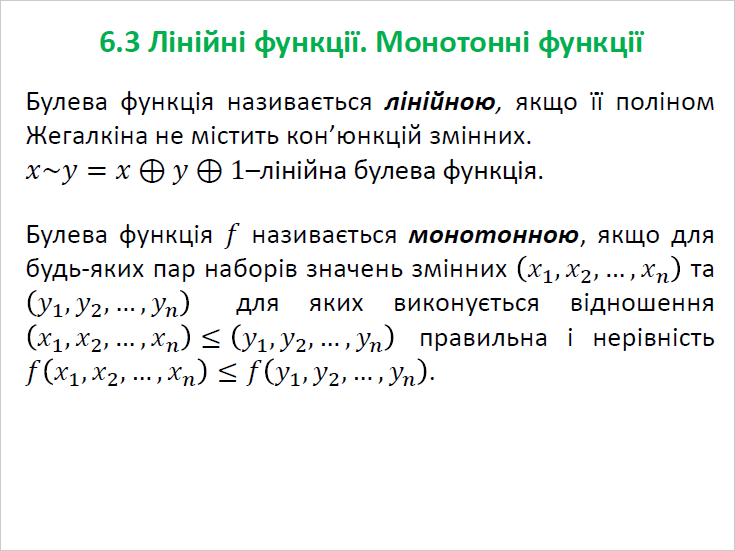 6.3 Лінійні функції. Монотонні функції
Булева функція називається лінійною, якщо її поліном
Жегалкіна не містить кон’юнкцій змінних.
x~y = x ⊕ y ⊕ 1–лінійна булева функція.
Булева функція f називається монотонною, якщо для
будь-яких пар наборів значень змінних (x₁, x₂, … , xₙ) та
(y₁, y₂, … , yₙ) для яких виконується відношення
(x₁, x₂, … , xₙ) ≤ (y₁, y₂, … , yₙ) правильна і нерівність
f(x₁, x₂, … , xₙ) ≤ f(y₁, y₂, … , yₙ).